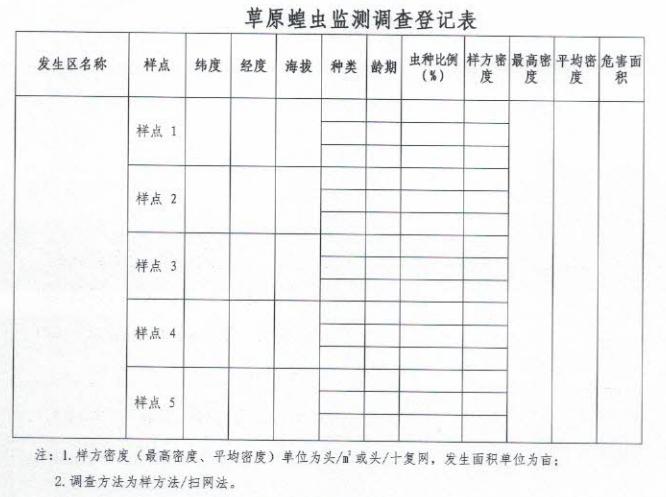 草原蝗虫监测调查登记表
发生区名称 样点 纬度 经度 海拔 种类 龄期 虫种比例(%) 样方密度 最高密度 平均密度 危害面积
样点 1
样点 2
样点 3
样点 4
样点 5
注：1.样方密度（最高密度、平均密度）单位为头/m²或头/十复网，发生面积单位为亩；
2.调查方法为样方法/扫网法。